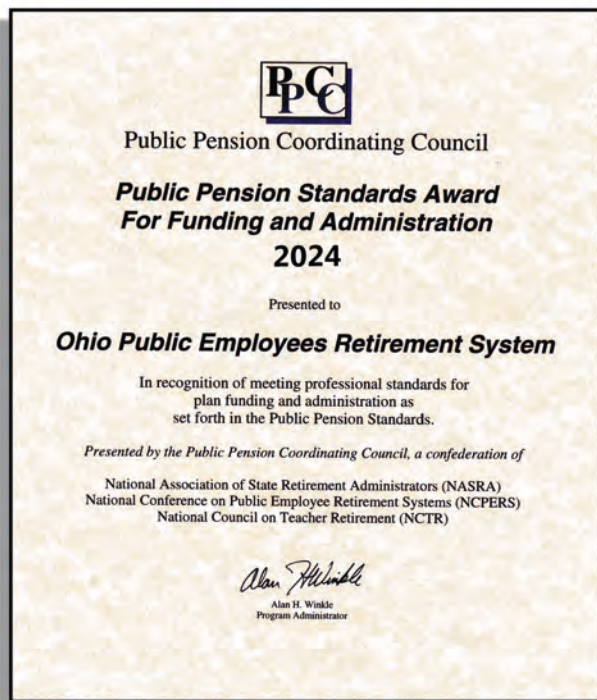 PPCC
Public Pension Coordinating Council
Public Pension Standards Award
For Funding and Administration
2024
Presented to
Ohio Public Employees Retirement System
In recognition of meeting professional standards for
plan funding and administration as
set forth in the Public Pension Standards.
Presented by the Public Pension Coordinating Council, a confederation of
National Association of State Retirement Administrators (NASRA)
National Conference on Public Employee Retirement Systems (NCPERS)
National Council on Teacher Retirement (NCTR)
Alan H Winkle
Alan H. Winkle
Program Administrator